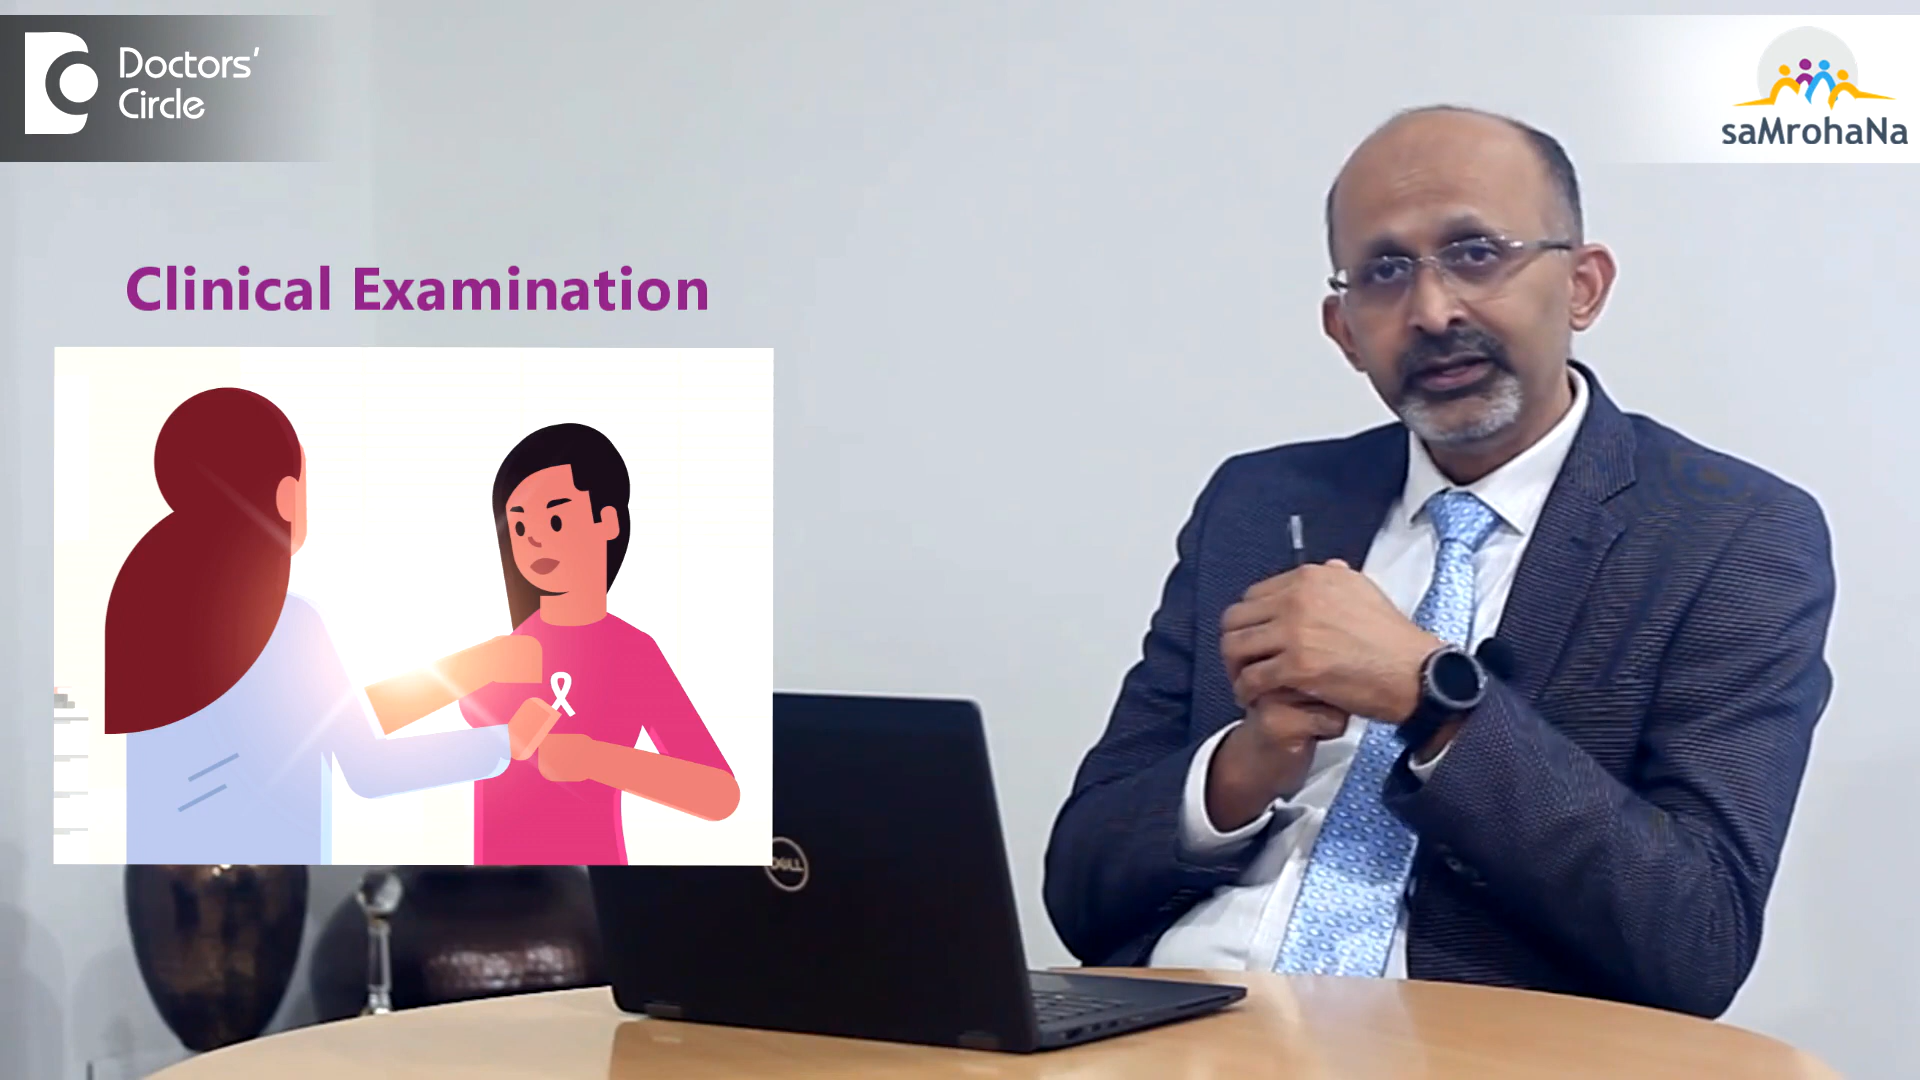 Doctors'
Circle
saMrohaNa
Clinical Examination
DELL